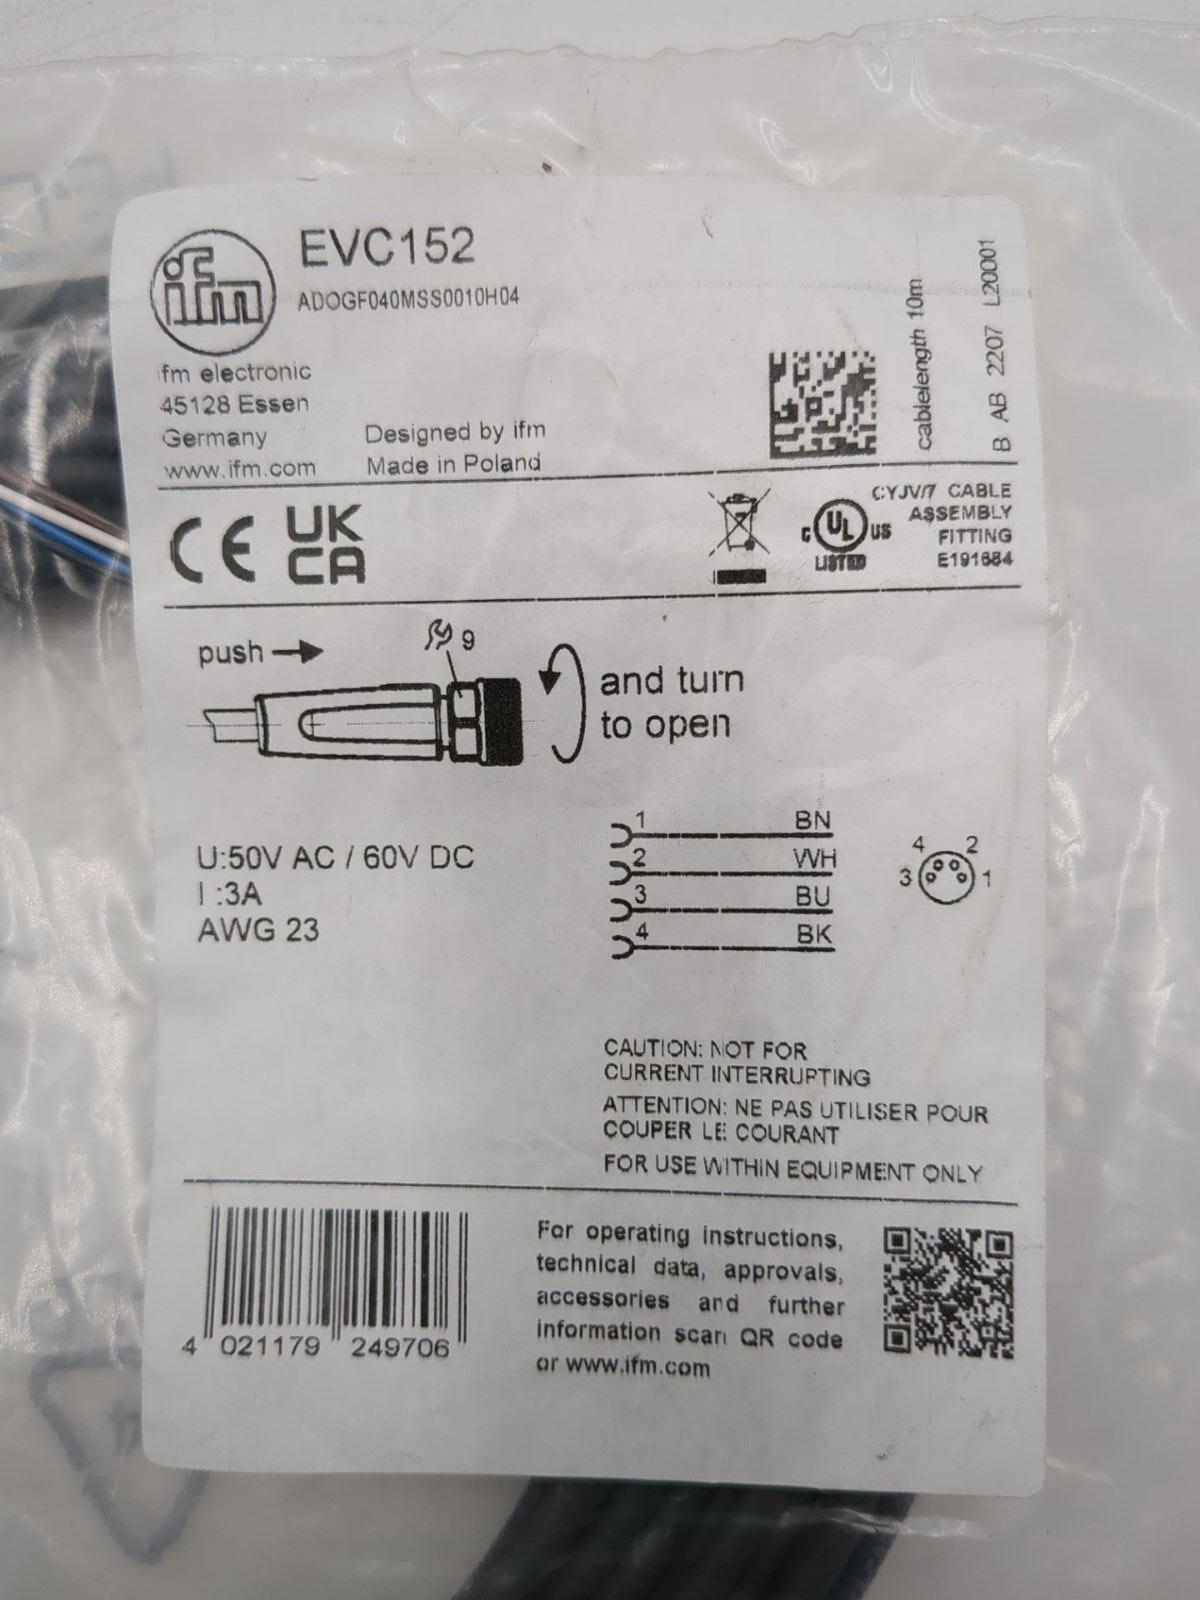 ifm
EVC152
ADOGF040MSS0010H04
ifm electronic
45128 Essen
Germany
www.ifm.com
Designed by ifm
Made in Poland
cablelength 10m
B AB 2207 L20001
CE
UK
CA
C UL US
LISTED
CYJV/7 CABLE
ASSEMBLY
FITTING
E191684
push
9
and turn
to open
U:50V AC / 60V DC
I :3A
AWG 23
1 BN
2 WH
3 BU
4 BK
4 2
3 1
CAUTION: NOT FOR
CURRENT INTERRUPTING
ATTENTION: NE PAS UTILISER POUR
COUPER LE COURANT
FOR USE WITHIN EQUIPMENT ONLY
4 021179 249706
For operating instructions,
technical data, approvals,
accessories and further
information scan QR code
or www.ifm.com